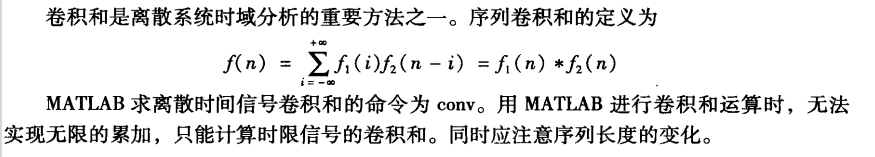 卷积和是离散系统时域分析的重要方法之一。序列卷积和的定义为
f(n) = \sum_{i=-∞}^{+∞} f₁(i)f₂(n - i) = f₁(n) * f₂(n)
MATLAB 求离散时间信号卷积和的命令为 conv。用 MATLAB 进行卷积和运算时，无法
实现无限的累加，只能计算时限信号的卷积和。同时应注意序列长度的变化。